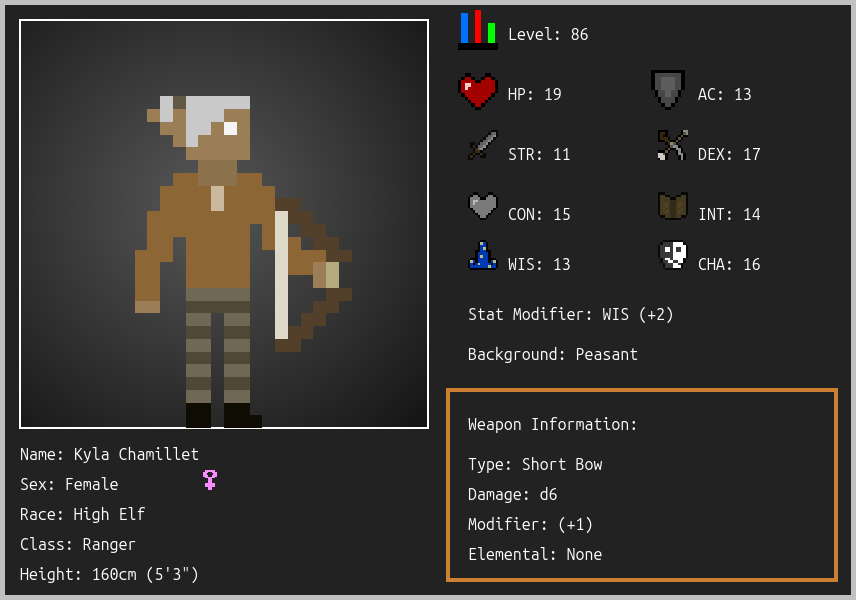 Level: 86
HP: 19
AC: 13
STR: 11
DEX: 17
CON: 15
INT: 14
WIS: 13
CHA: 16
Stat Modifier: WIS (+2)
Background: Peasant
Weapon Information:
Type: Short Bow
Damage: d6
Modifier: (+1)
Elemental: None
Name: Kyla Chamillet
Sex: Female
Race: High Elf
Class: Ranger
Height: 160cm (5'3")